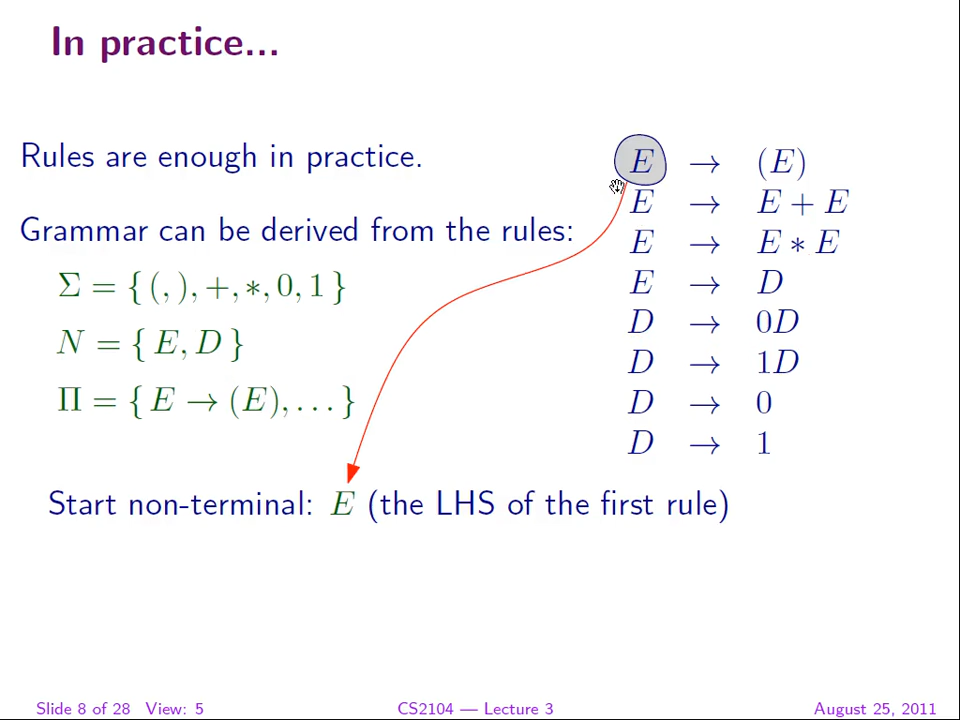 In practice...
Rules are enough in practice.
Grammar can be derived from the rules:
Σ = { (, ), +, ∗, 0, 1 }
N = { E, D }
Π = { E → (E), . . . }
E → (E)
E → E + E
E → E ∗ E
E → D
D → 0D
D → 1D
D → 0
D → 1
Start non-terminal: E (the LHS of the first rule)
Slide 8 of 28 View: 5 CS2104 — Lecture 3 August 25, 2011